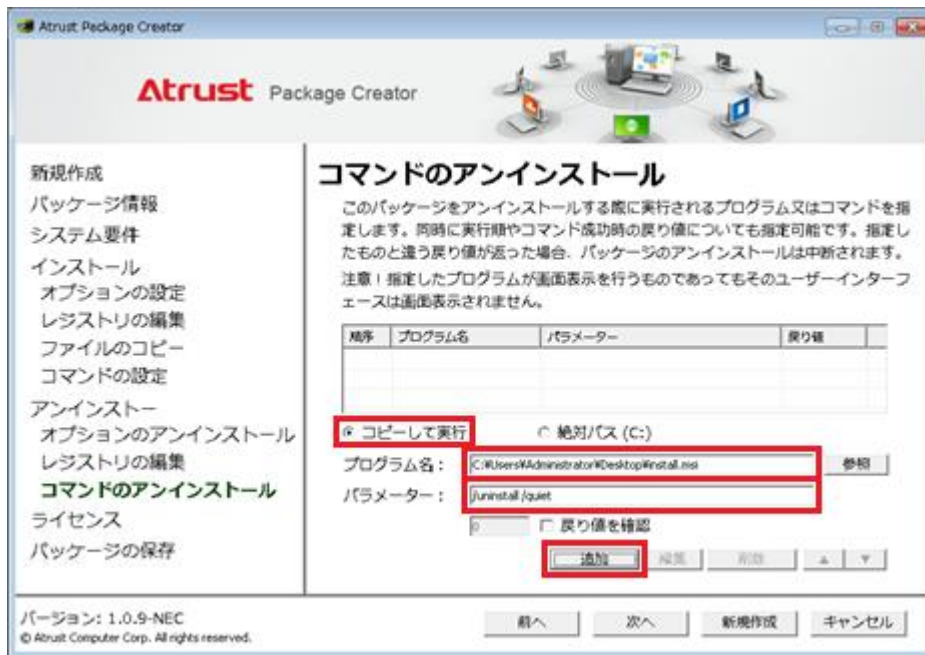 Atrust Package Creator
Atrust Package Creator
新規作成
パッケージ情報
システム要件
インストール
オプションの設定
レジストリの編集
ファイルのコピー
コマンドの設定
アンインストー
オプションのアンインストール
レジストリの編集
コマンドのアンインストール
ライセンス
パッケージの保存
コマンドのアンインストール
このパッケージをアンインストールする際に実行されるプログラム又はコマンドを指
定します。同時に実行順やコマンド成功時の戻り値についても指定可能です。指定し
たものと違う戻り値が返った場合、パッケージのアンインストールは中断されます。
注意！指定したプログラムが画面表示を行うものであってもそのユーザーインターフ
ェースは画面表示されません。
順序 プログラム名 パラメーター 戻り値
コピーして実行 絶対パス (C:)
プログラム名： C:¥Users¥Administrator¥Desktop¥install.msi 参照
パラメーター： /uninstall /quiet
0 戻り値を確認
追加 編集 削除
バージョン: 1.0.9-NEC
© Atrust Computer Corp. All rights reserved.
前へ 次へ 新規作成 キャンセル